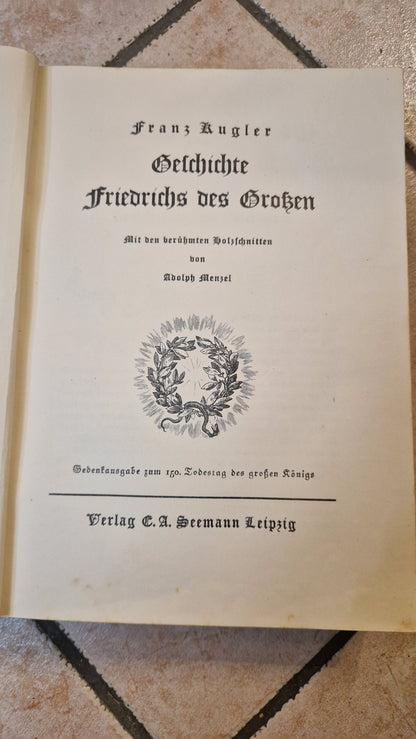 Franz Kugler
Geſchichte
Friedrichs des Großen
Mit den berühmten Holzſchnitten
von
Adolph Menzel
Gedenkausgabe zum 150. Todestag des großen Königs
Verlag E. A. Seemann Leipzig